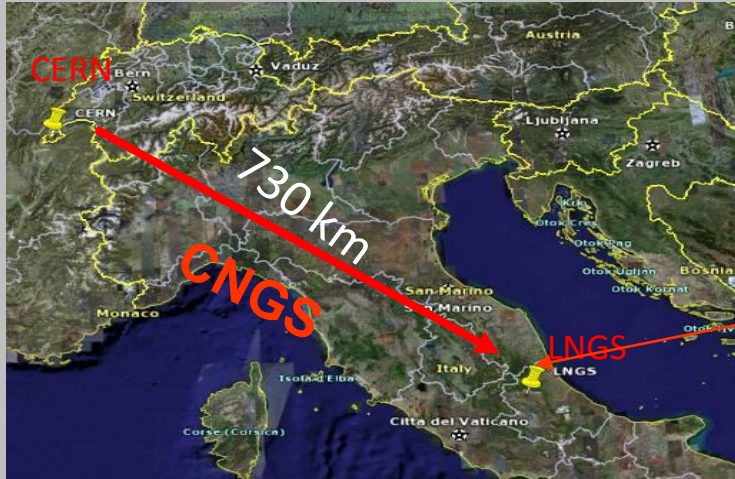 Austria
CERN
Bern
Vaduz
Switzerland
CERN
Ljubljana
Zagreb
730 km
CNGS
Krk
Otok Cres
Otok Pag
Otok Ugljan
Bosnia
Otok Kornat
San Marino
San Marino
Monaco
LNGS
LNGS
Isola d'Elba
Italy
Citta del Vaticano
Corse (Corsica)